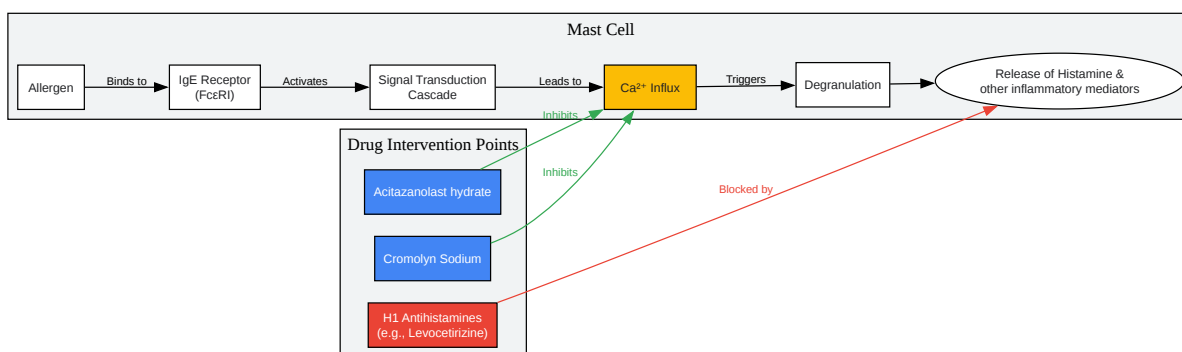 Mast Cell
Allergen
Binds to
IgE Receptor
(FcεRI)
Activates
Signal Transduction
Cascade
Leads to
Ca²⁺ Influx
Triggers
Degranulation
Release of Histamine &
other inflammatory mediators
Inhibits
Drug Intervention Points
Acitazanolast hydrate
Inhibits
Blocked by
Cromolyn Sodium
H1 Antihistamines
(e.g., Levocetirizine)